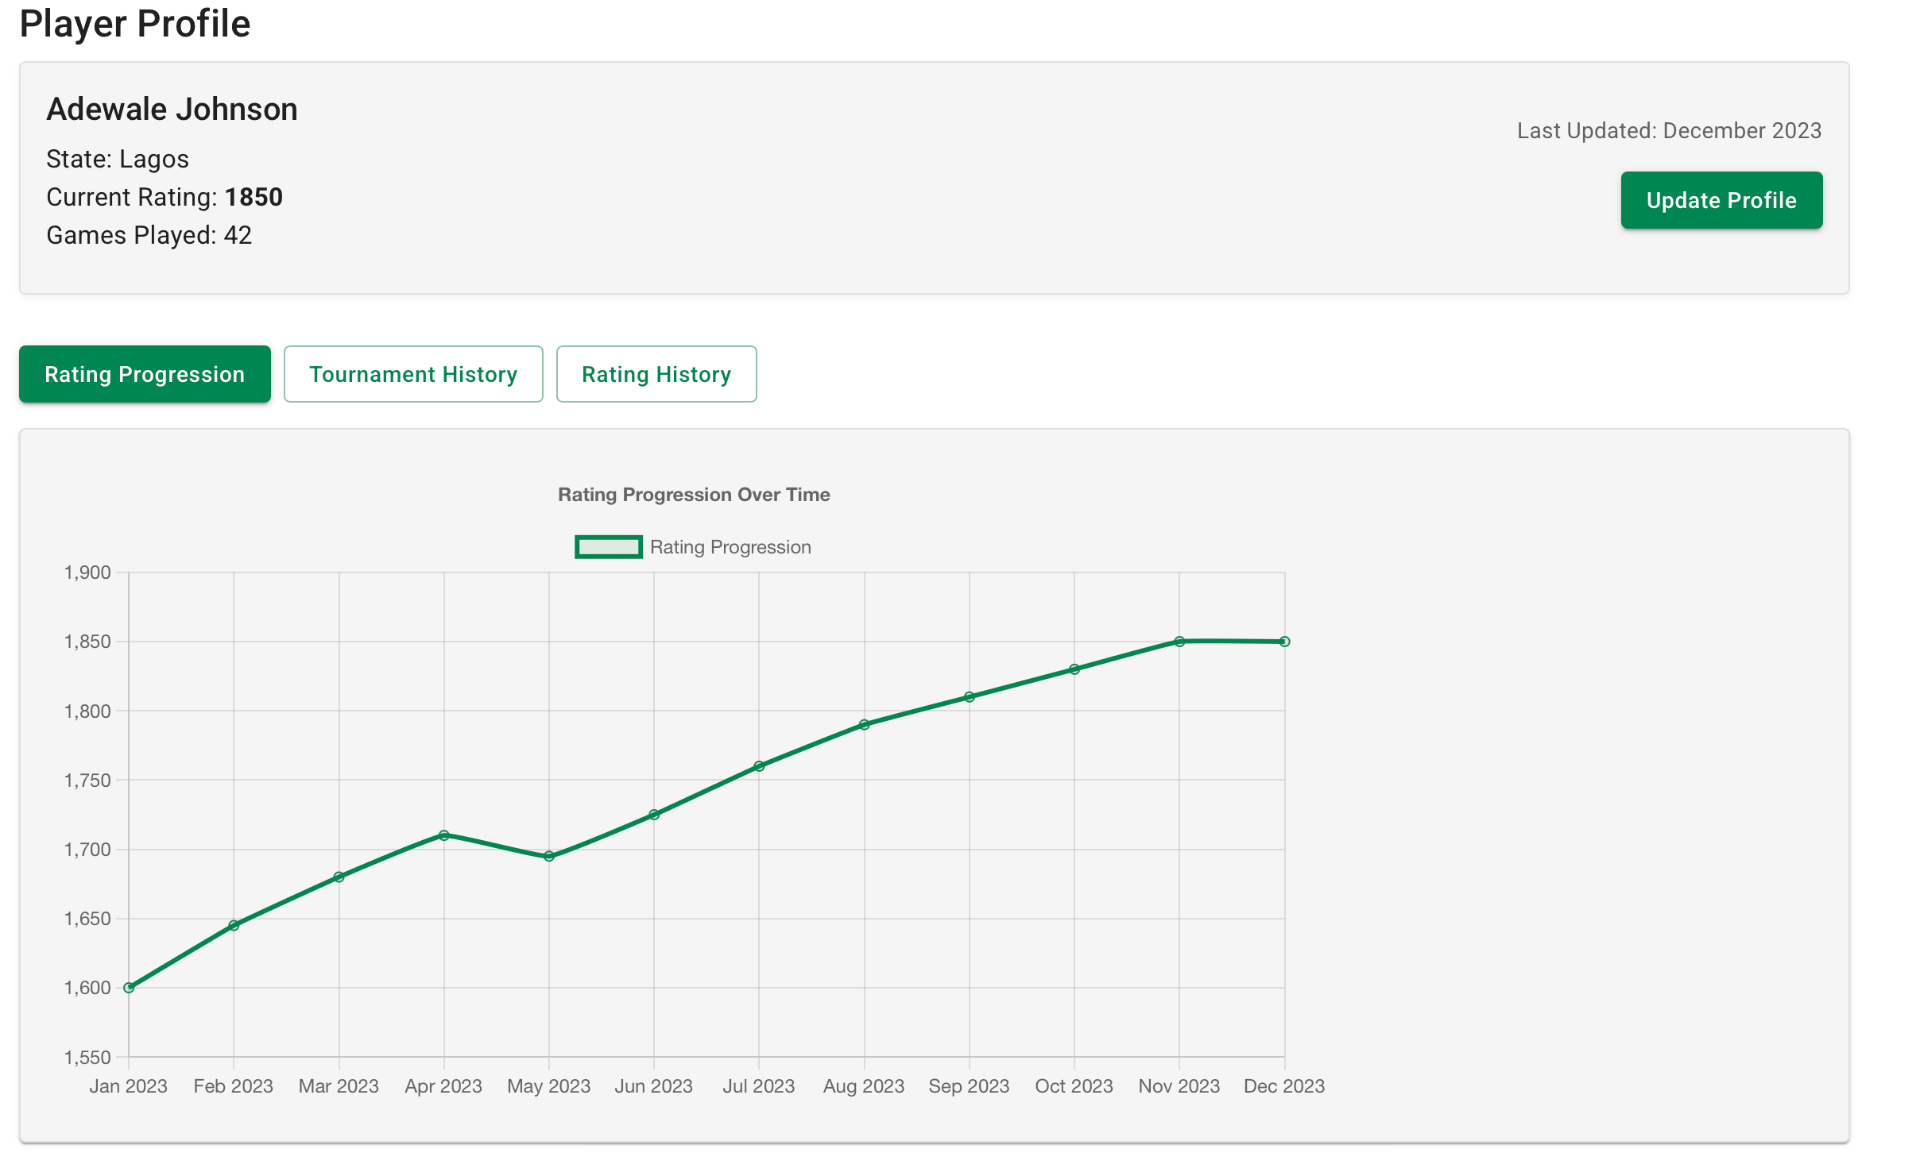 Player Profile
Adewale Johnson
State: Lagos
Current Rating: 1850
Games Played: 42
Last Updated: December 2023
Update Profile
Rating Progression
Tournament History
Rating History
Rating Progression Over Time
Rating Progression
1,900
1,850
1,800
1,750
1,700
1,650
1,600
1,550
Jan 2023 Feb 2023 Mar 2023 Apr 2023 May 2023 Jun 2023 Jul 2023 Aug 2023 Sep 2023 Oct 2023 Nov 2023 Dec 2023